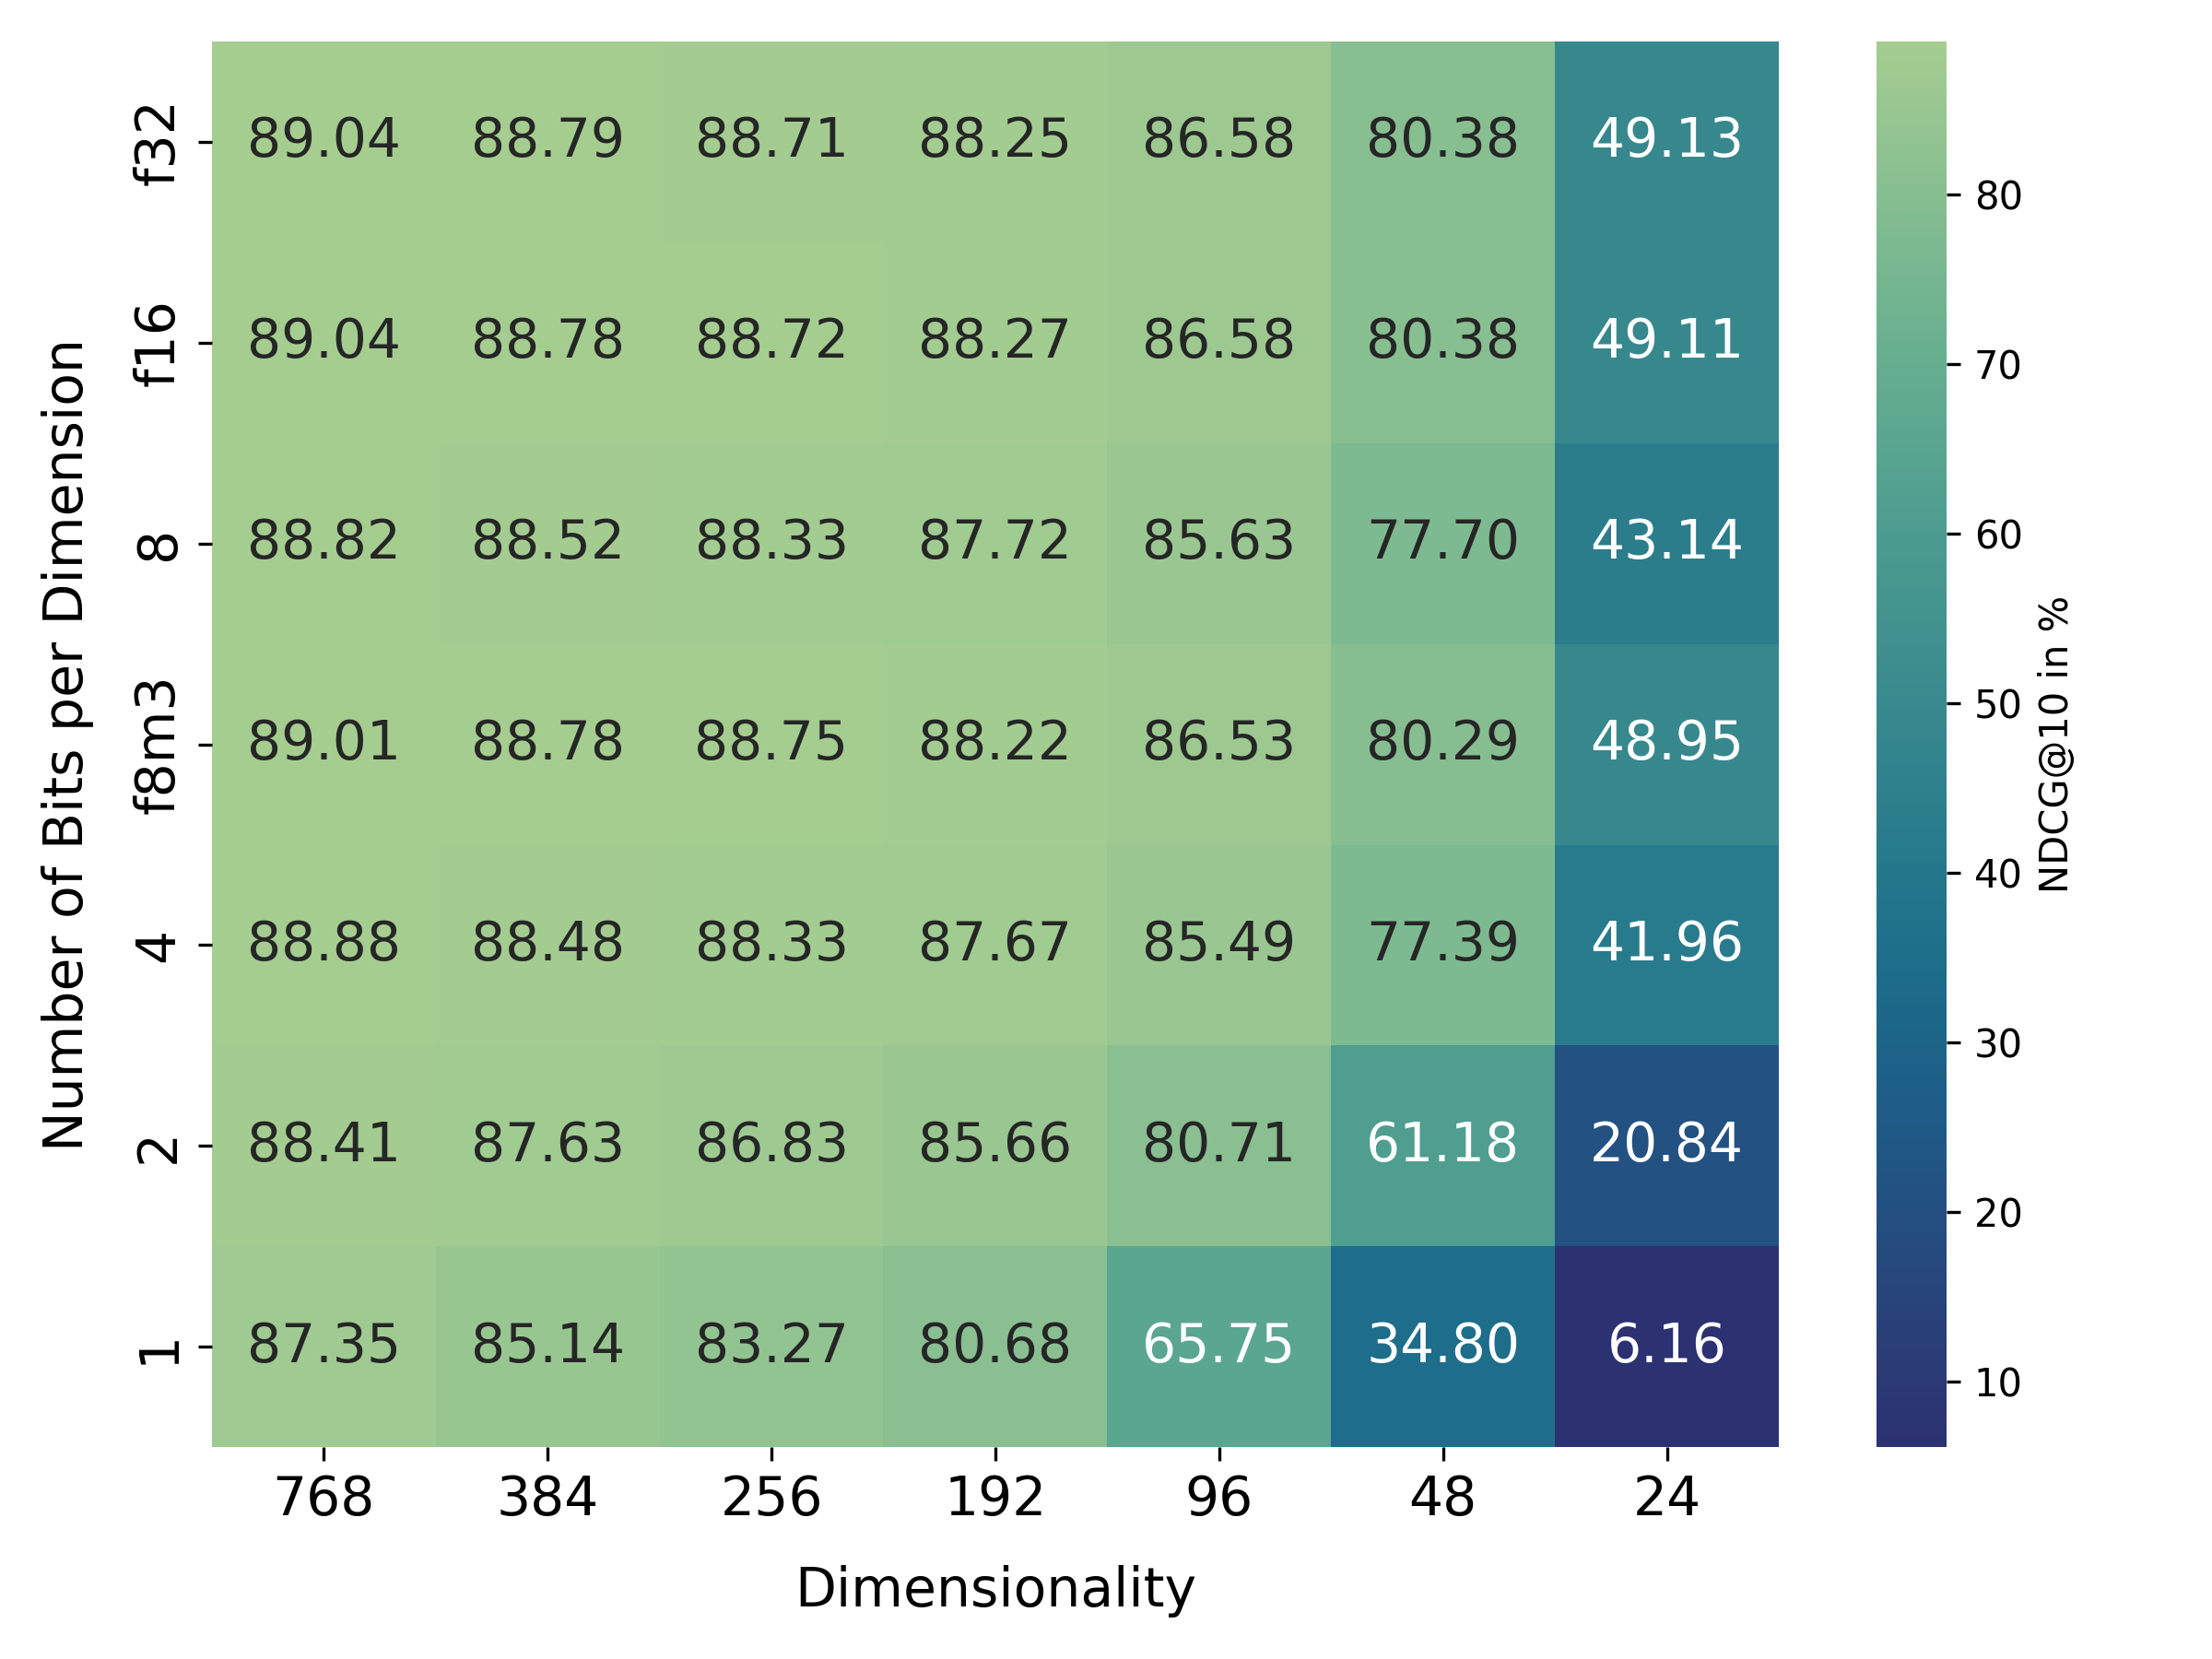 Number of Bits per Dimension
f32 89.04 88.79 88.71 88.25 86.58 80.38 49.13
f16 89.04 88.78 88.72 88.27 86.58 80.38 49.11
8 88.82 88.52 88.33 87.72 85.63 77.70 43.14
f8m3 89.01 88.78 88.75 88.22 86.53 80.29 48.95
4 88.88 88.48 88.33 87.67 85.49 77.39 41.96
2 88.41 87.63 86.83 85.66 80.71 61.18 20.84
1 87.35 85.14 83.27 80.68 65.75 34.80 6.16
768 384 256 192 96 48 24
Dimensionality
80
70
60
50
40
30
20
10
NDCG@10 in %